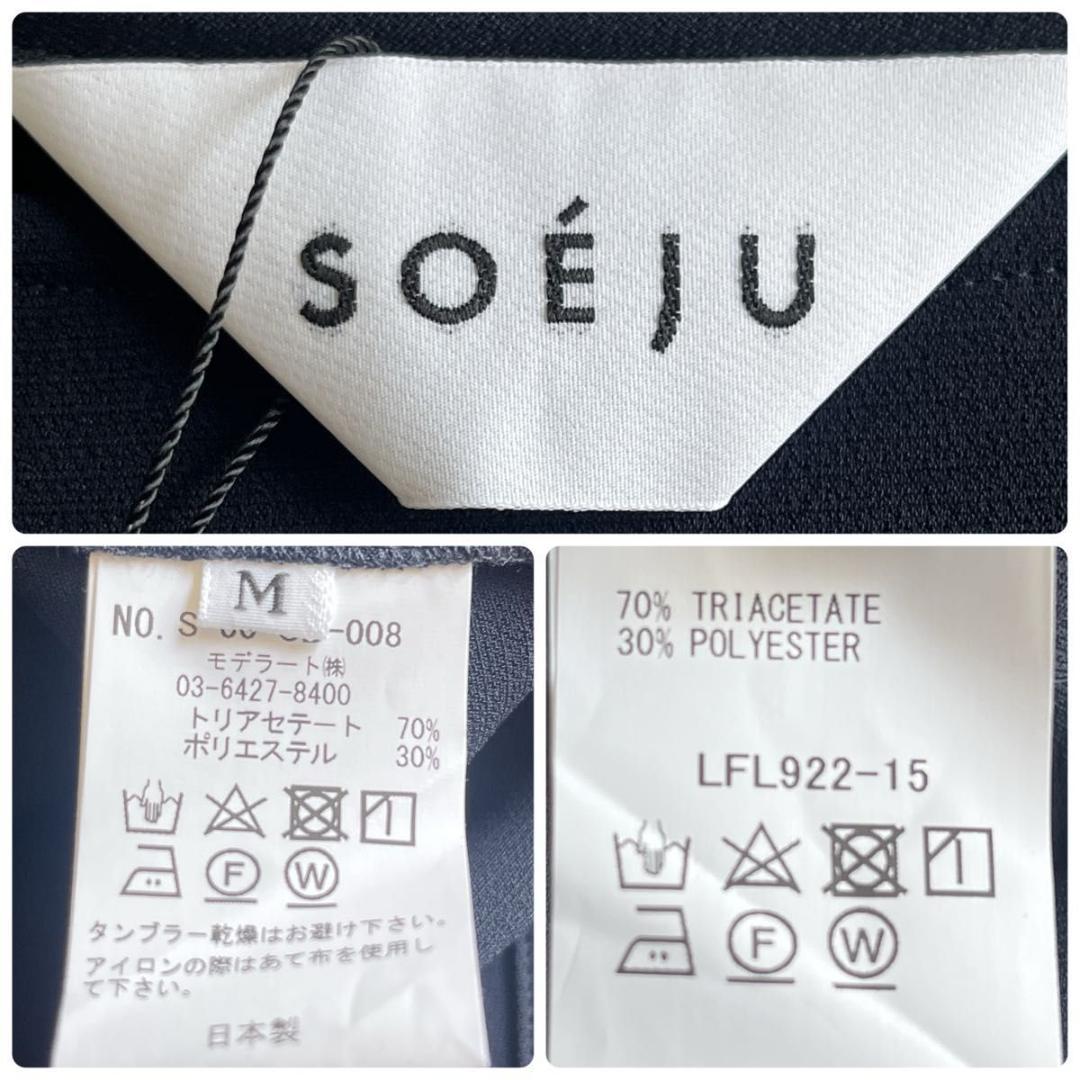 SOÉJU
M
NO. S -008
モデラート㈱
03-6427-8400
トリアセテート 70%
ポリエステル 30%
F W
タンブラー乾燥はお避け下さい。
アイロンの際はあて布を使用し
て下さい。
日本製
70% TRIACETATE
30% POLYESTER
LFL922-15
F W